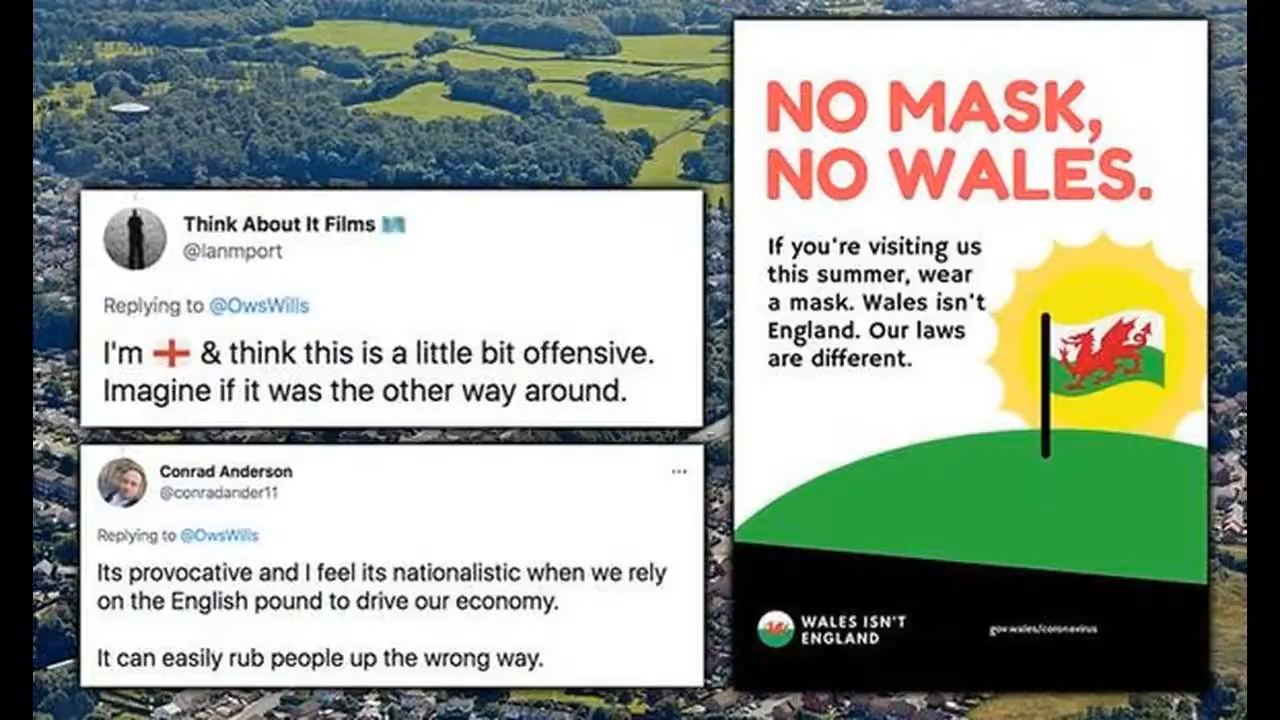 Think About It Films
@Ianmport
Replying to @OwsWills
I'm & think this is a little bit offensive.
Imagine if it was the other way around.
Conrad Anderson
@conradander11
Replying to @OwsWills
Its provocative and I feel its nationalistic when we rely
on the English pound to drive our economy.
It can easily rub people up the wrong way.
NO MASK,
NO WALES.
If you're visiting us
this summer, wear
a mask. Wales isn't
England. Our laws
are different.
WALES ISN'T
ENGLAND
gov.wales/coronavirus